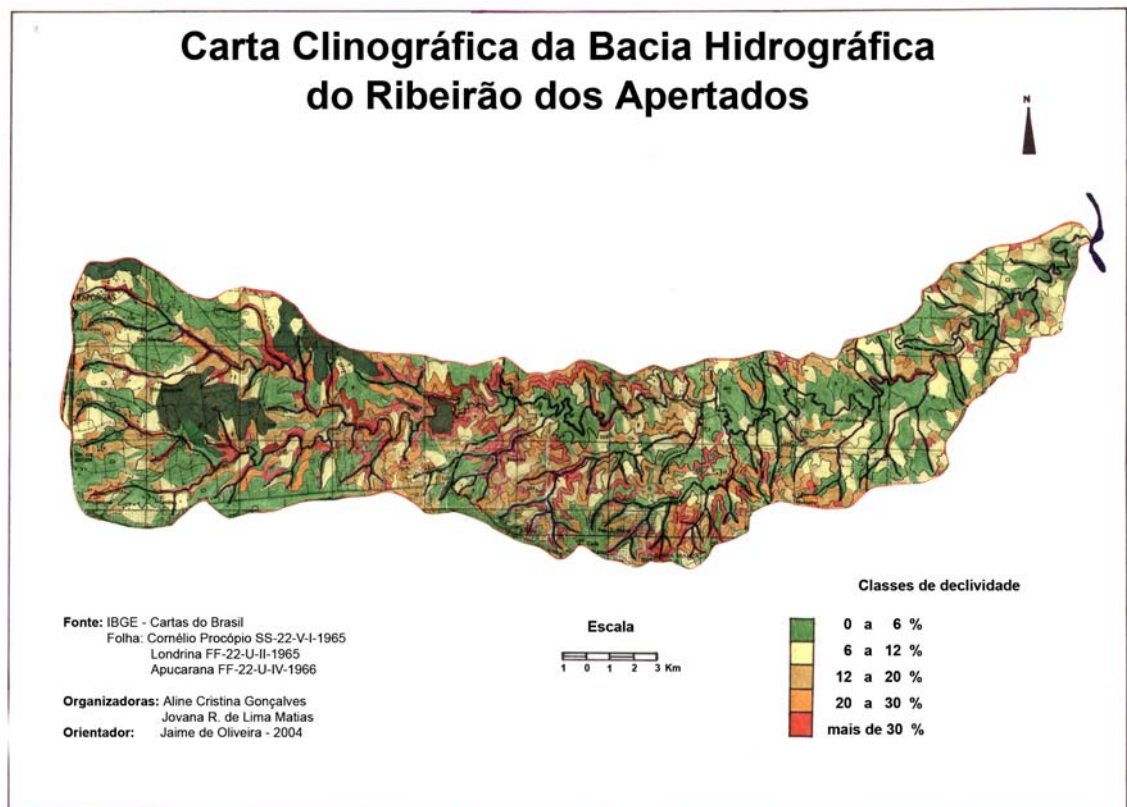 Carta Clinográfica da Bacia Hidrográfica
do Ribeirão dos Apertados
N
Classes de declividade
0 a 6 %
6 a 12 %
12 a 20 %
20 a 30 %
mais de 30 %
Escala
1 0 1 2 3 Km
Fonte: IBGE - Cartas do Brasil
Folha: Cornélio Procópio SS-22-V-I-1965
Londrina FF-22-U-II-1965
Apucarana FF-22-U-IV-1966
Organizadoras: Aline Cristina Gonçalves
Jovana R. de Lima Matias
Orientador: Jaime de Oliveira - 2004